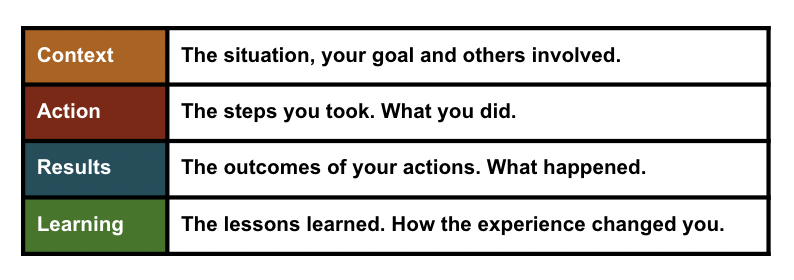 Context The situation, your goal and others involved.
Action The steps you took. What you did.
Results The outcomes of your actions. What happened.
Learning The lessons learned. How the experience changed you.